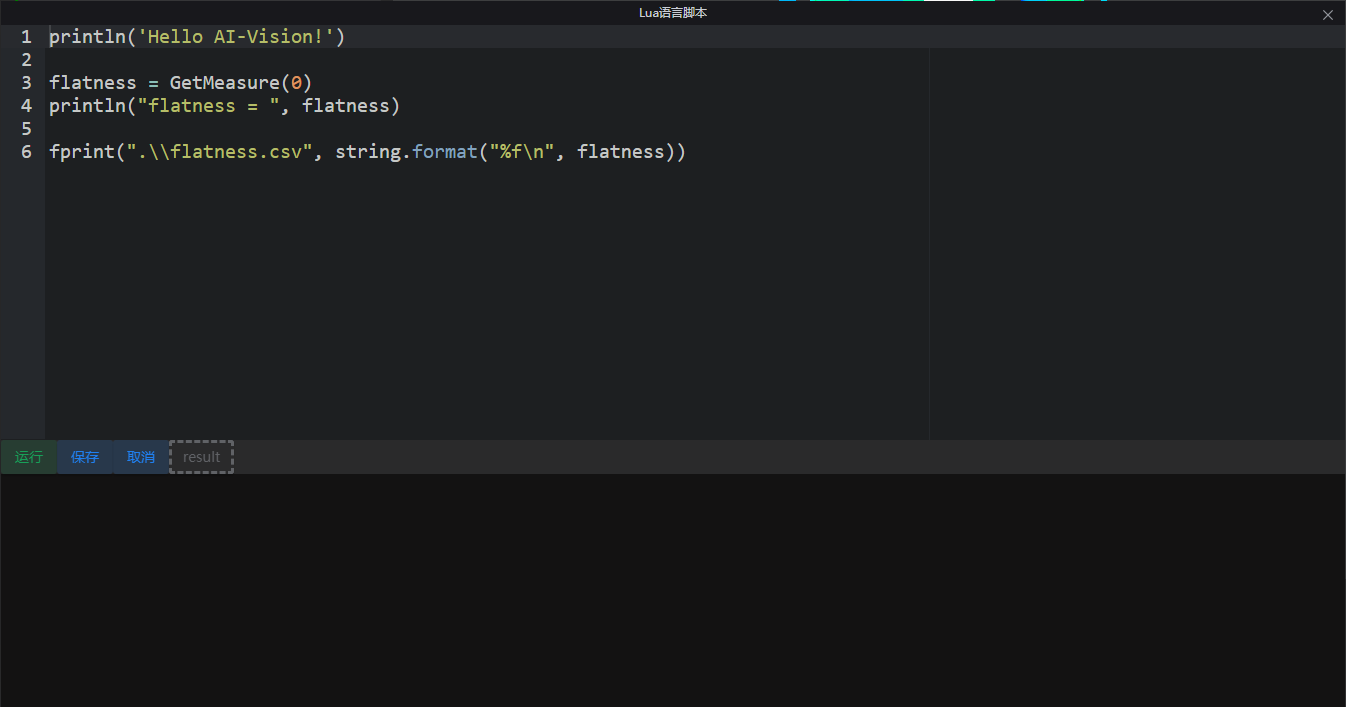 Lua语言脚本
1 println('Hello AI-Vision!')
2
3 flatness = GetMeasure(0)
4 println("flatness = ", flatness)
5
6 fprint(".\\flatness.csv", string.format("%f\n", flatness))
运行 保存 取消 result